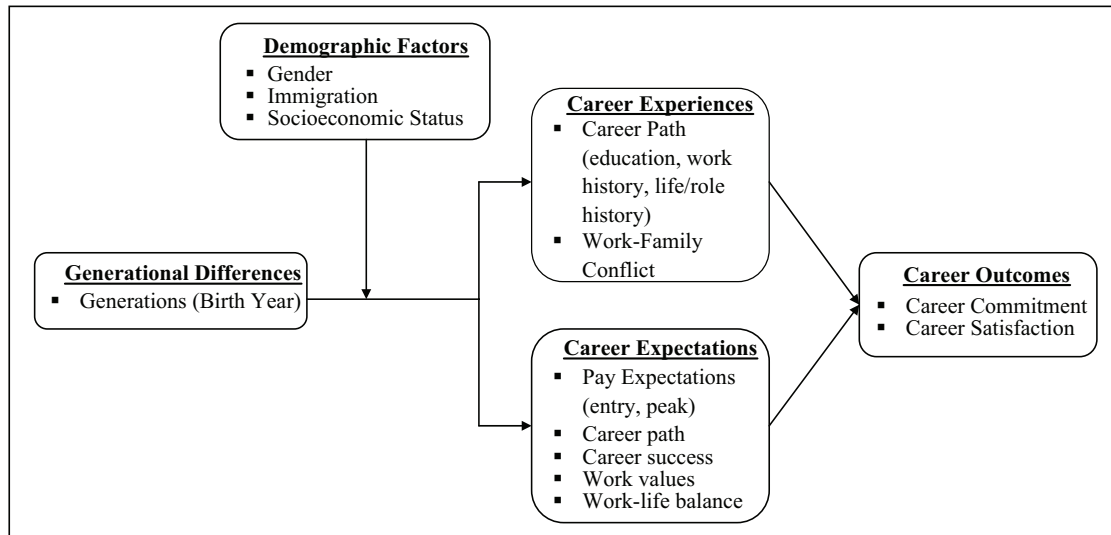 Demographic Factors
▪ Gender
▪ Immigration
▪ Socioeconomic Status
Career Experiences
▪ Career Path
(education, work
history, life/role
history)
▪ Work-Family
Conflict
Generational Differences
▪ Generations (Birth Year)
Career Outcomes
▪ Career Commitment
▪ Career Satisfaction
Career Expectations
▪ Pay Expectations
(entry, peak)
▪ Career path
▪ Career success
▪ Work values
▪ Work-life balance